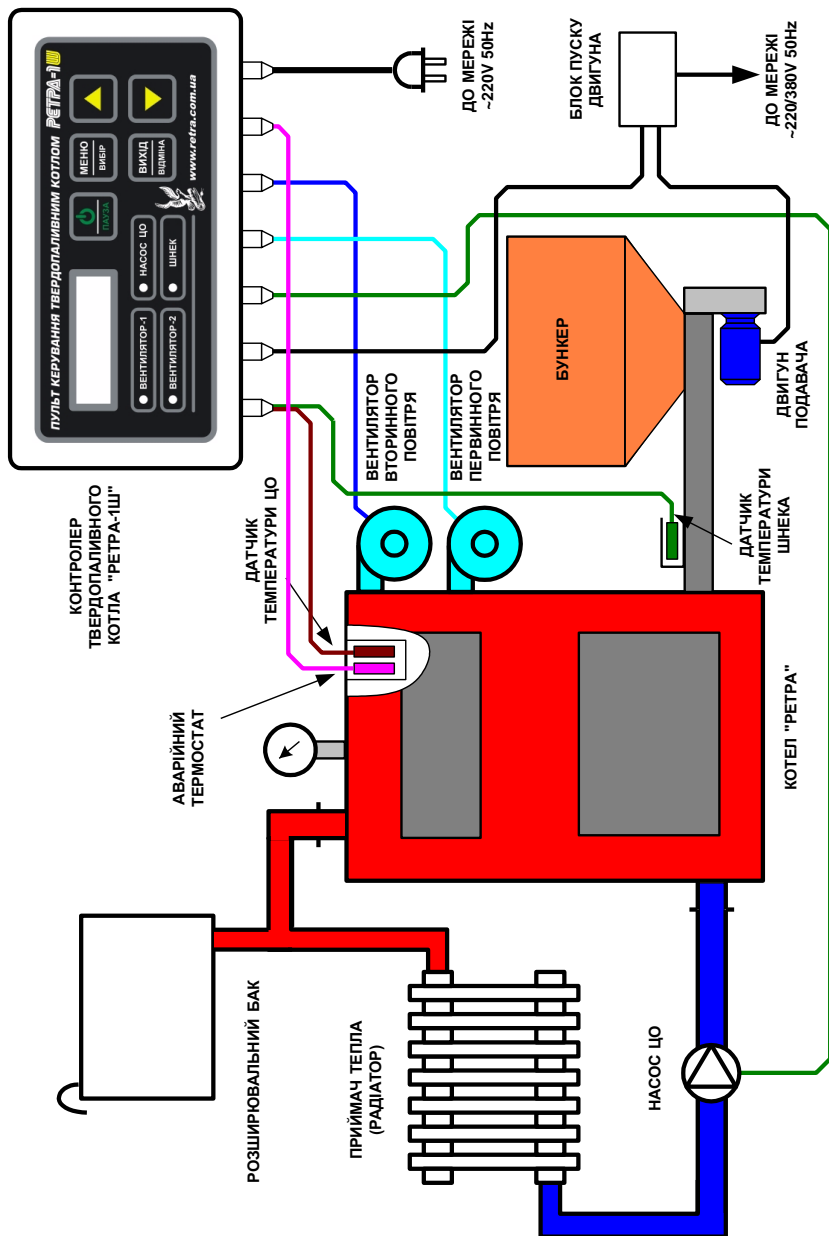 ПУЛЬТ КЕРУВАННЯ ТВЕРДОПАЛИВНИМ КОТЛОМ РЕТРА-1Ш
ПАУЗА
МЕНЮ
ВИБІР
ВИХІД
ВІДМІНА
ВЕНТИЛЯТОР-1
НАСОС ЦО
ВЕНТИЛЯТОР-2
ШНЕК
www.retra.com.ua
КОНТРОЛЕР
ТВЕРДОПАЛИВНОГО
КОТЛА "РЕТРА-1Ш"
ДО МЕРЕЖІ
~220V 50Hz
БЛОК ПУСКУ
ДВИГУНА
ДО МЕРЕЖІ
~220/380V 50Hz
АВАРІЙНИЙ
ТЕРМОСТАТ
ДАТЧИК
ТЕМПЕРАТУРИ ЦО
ВЕНТИЛЯТОР
ВТОРИННОГО
ПОВІТРЯ
ВЕНТИЛЯТОР
ПЕРВИННОГО
ПОВІТРЯ
БУНКЕР
ДВИГУН
ПОДАВАЧА
ДАТЧИК
ТЕМПЕРАТУРИ
ШНЕКА
РОЗШИРЮВАЛЬНИЙ БАК
ПРИЙМАЧ ТЕПЛА
(РАДІАТОР)
НАСОС ЦО
КОТЕЛ "РЕТРА"